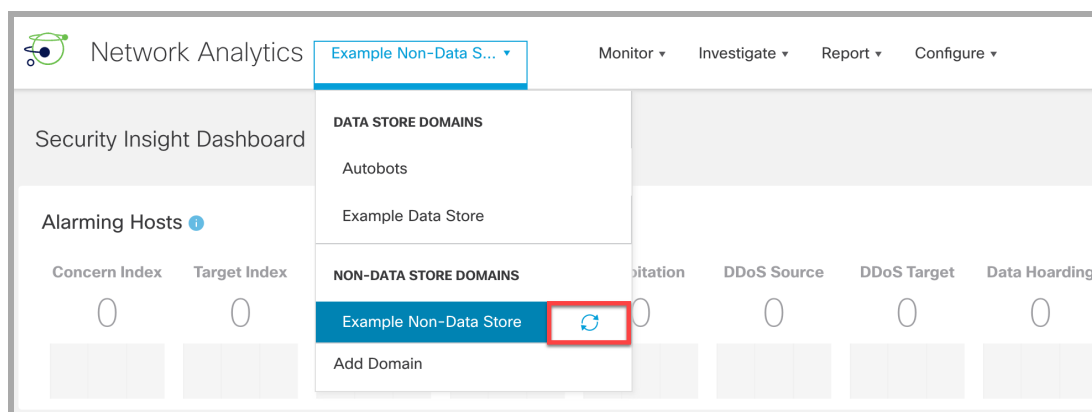 Network Analytics
Example Non-Data S...
Monitor
Investigate
Report
Configure
Security Insight Dashboard
DATA STORE DOMAINS
Autobots
Example Data Store
Alarming Hosts
NON-DATA STORE DOMAINS
Concern Index Target Index DDoS Source DDoS Target Data Hoarding
0 0 0 0 0 0
Example Non-Data Store
Add Domain